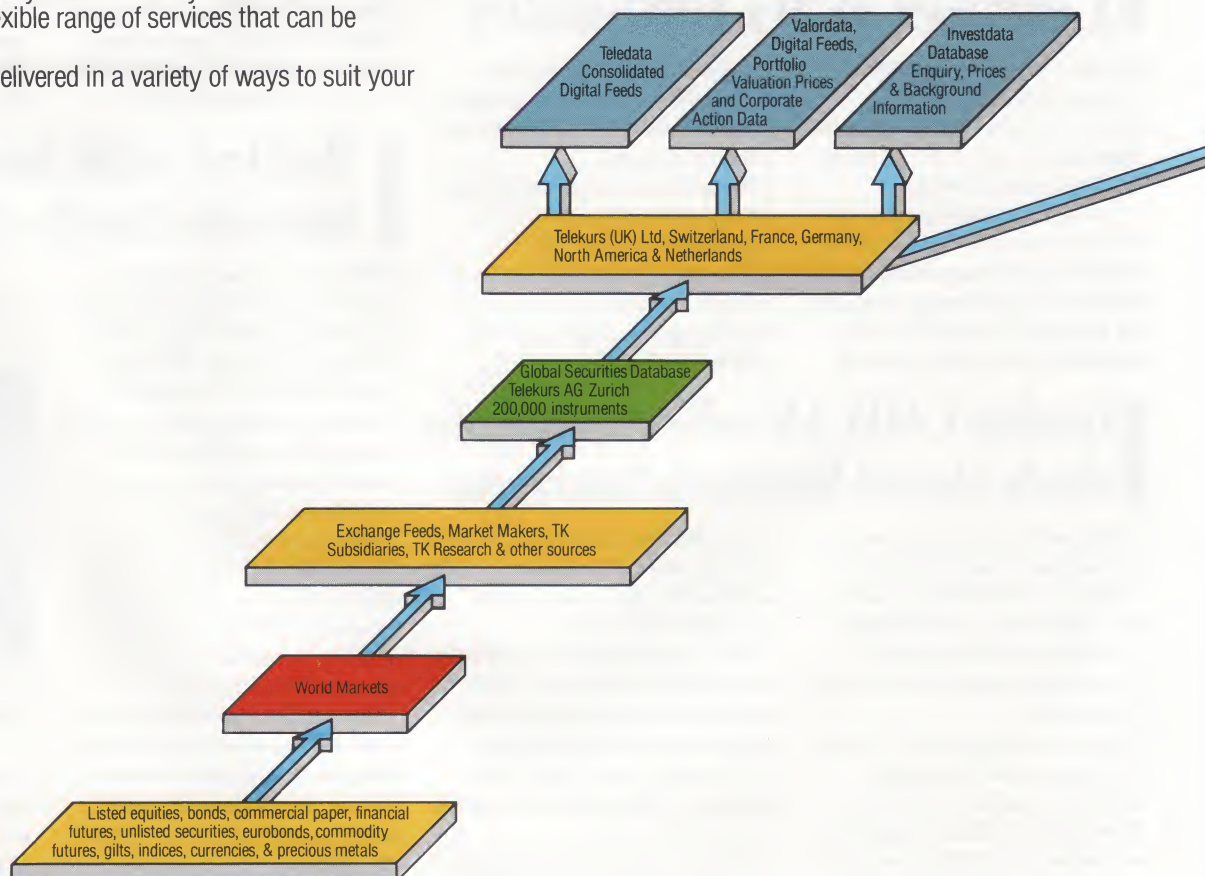 exible range of services that can be
elivered in a variety of ways to suit your
Teledata
Consolidated
Digital Feeds
Valordata,
Digital Feeds,
Portfolio
Valuation Prices
and Corporate
Action Data
Investdata
Database
Enquiry, Prices
& Background
Information
Telekurs (UK) Ltd, Switzerland, France, Germany,
North America & Netherlands
Global Securities Database
Telekurs AG Zurich
200,000 instruments
Exchange Feeds, Market Makers, TK
Subsidiaries, TK Research & other sources
World Markets
Listed equities, bonds, commercial paper, financial
futures, unlisted securities, eurobonds, commodity
futures, gilts, indices, currencies, & precious metals